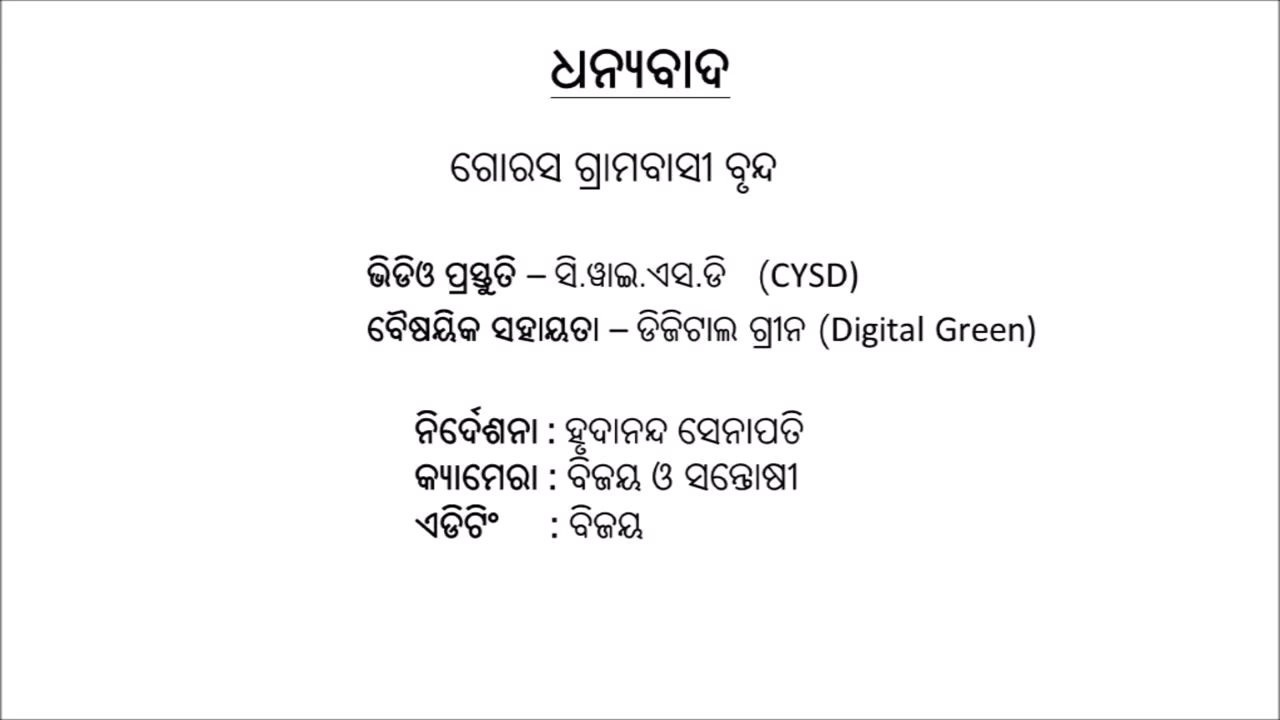 ଧନ୍ୟବାଦ
ଗୋରସ ଗ୍ରାମବାସୀ ବୃନ୍ଦ
ଭିଡିଓ ପ୍ରସ୍ତୁତି – ସି.ୱାଇ.ଏସ.ଡି (CYSD)
ବୈଷୟିକ ସହାୟତା – ଡିଜିଟାଲ ଗ୍ରୀନ (Digital Green)
ନିର୍ଦେଶନା : ହୃଦାନନ୍ଦ ସେନାପତି
କ୍ୟାମେରା : ବିଜୟ ଓ ସନ୍ତୋଷୀ
ଏଡିଟିଂ : ବିଜୟ